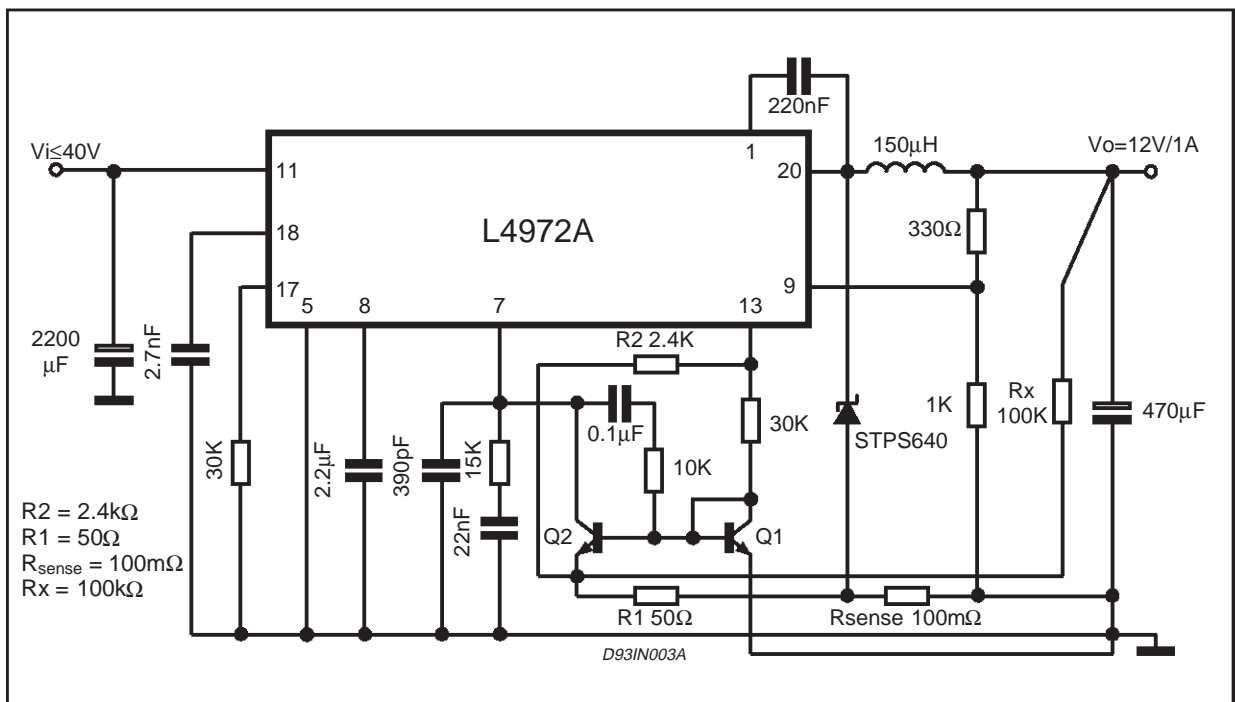 220nF
Vi≤40V
150μH
Vo=12V/1A
1
11
20
18
L4972A
330Ω
17
9
5
8
7
13
2200
μF
2.7nF
R2 2.4K
Rx
100K
1K
470μF
30K
0.1μF
STPS640
30K
2.2μF
390pF
15K
10K
22nF
Q2
Q1
R2 = 2.4kΩ
R1 = 50Ω
Rsense = 100mΩ
Rx = 100kΩ
R1 50Ω
Rsense 100mΩ
D93IN003A